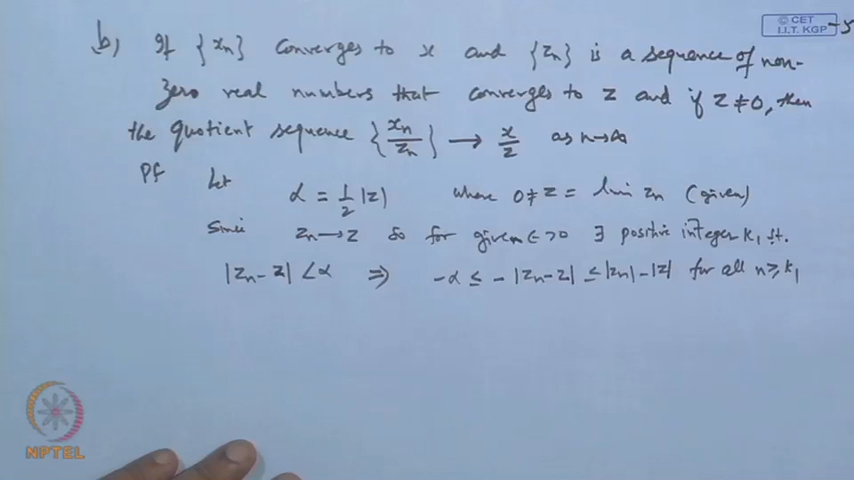 © CET
I.I.T. KGP
b) If {xn} converges to x and {zn} is a sequence of non-
zero real numbers that converges to z and if z ≠ 0, then
the quotient sequence {xn/zn} → x/z as n→∞
Pf Let α = 1/2 |z| where 0 ≠ z = lim zn (given)
Since zn → z so for given ε > 0 ∃ positive integer K1 s.t.
|zn - z| < α ⇒ -α ≤ - |zn - z| ≤ |zn| - |z| for all n ≥ K1
NPTEL